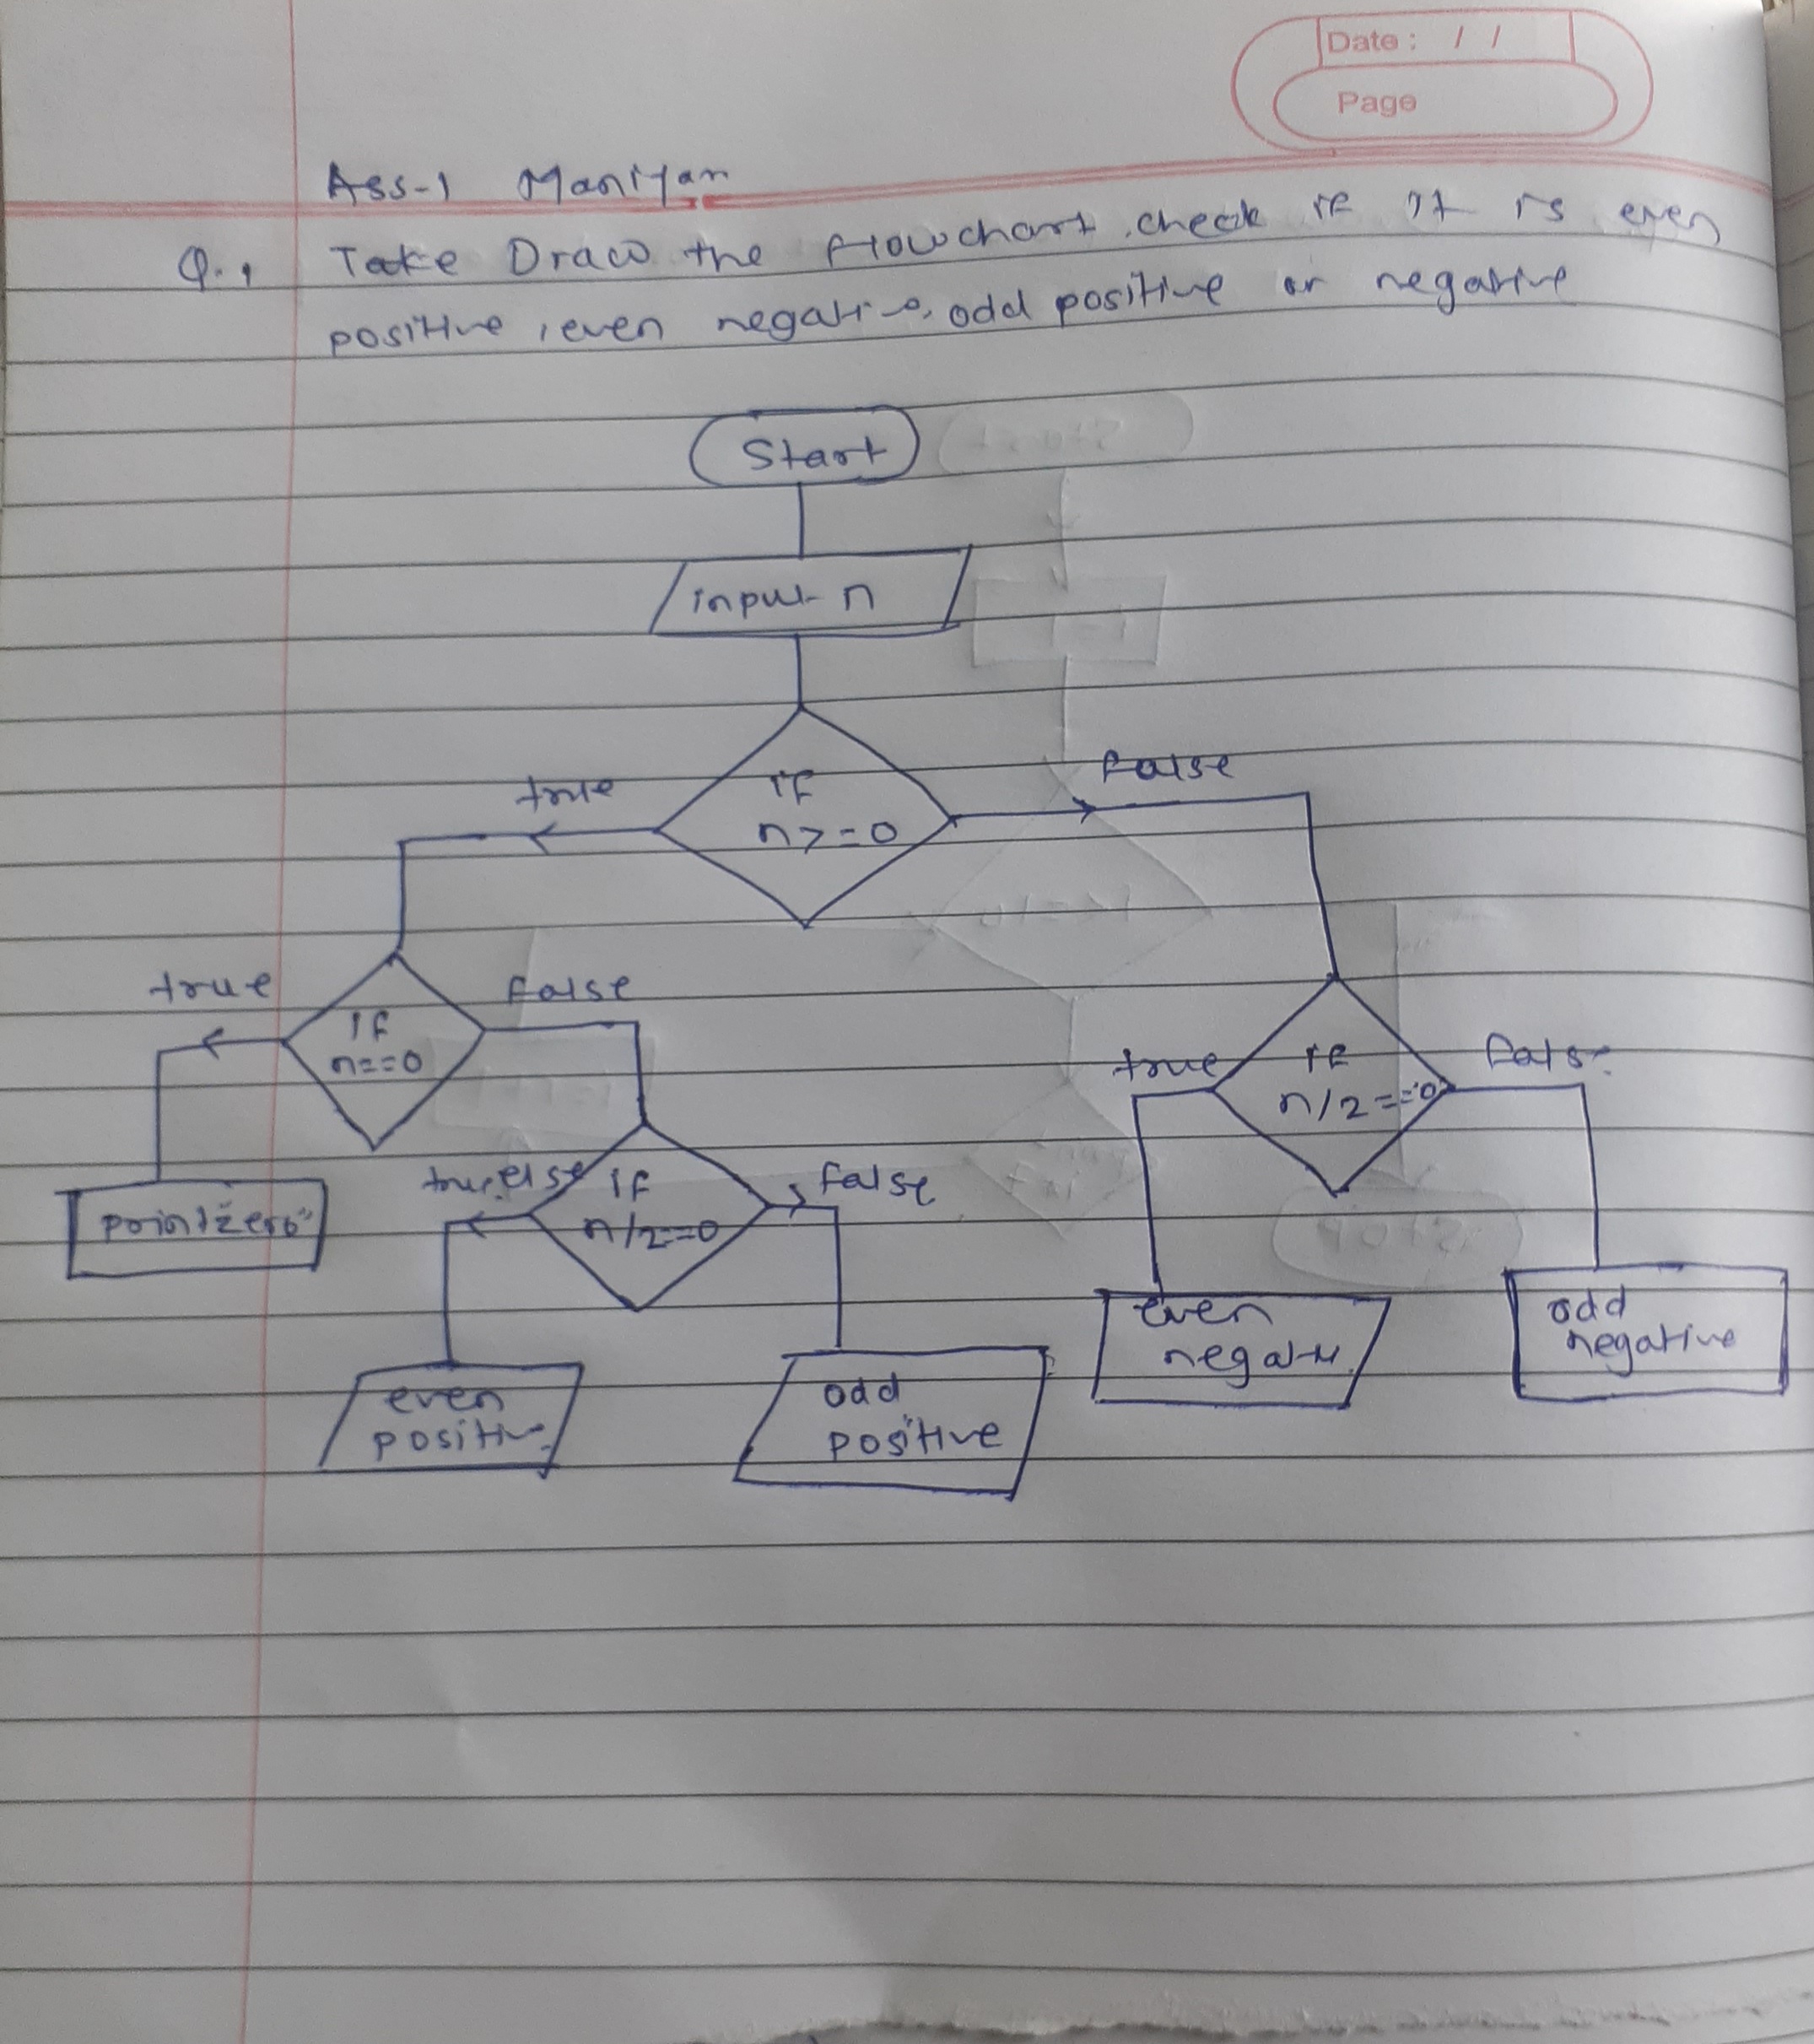 Date : / /
Page
Ass-1 Maniyar
Q.1 Take Draw the flowchart, check if it is even
positive, even negative, odd positive or negative
Start
input n
true
if
n>=0
false
true
if
n==0
false
true
if
n/2==0
false
print "zero"
true
if
n/2==0
false
even
negative
odd
negative
even
positive
odd
positive